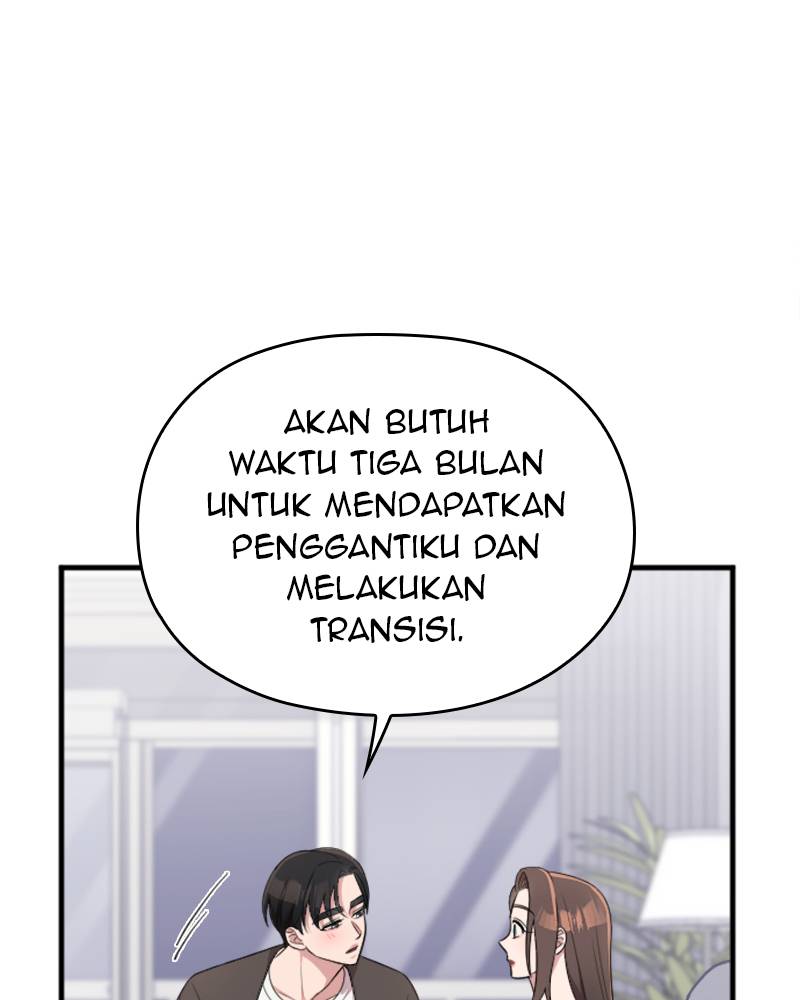 AKAN BUTUH
WAKTU TIGA BULAN
UNTUK MENDAPATKAN
PENGGANTIKU DAN
MELAKUKAN
TRANSISI.